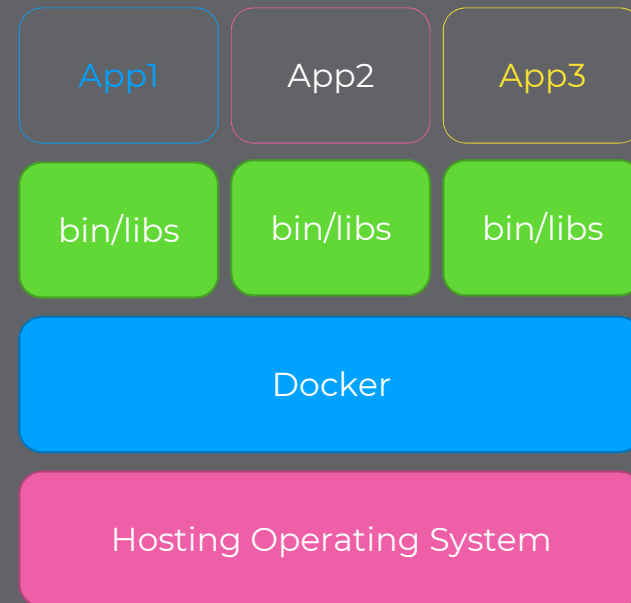 App1
App2
App3
bin/libs
bin/libs
bin/libs
Docker
Hosting Operating System